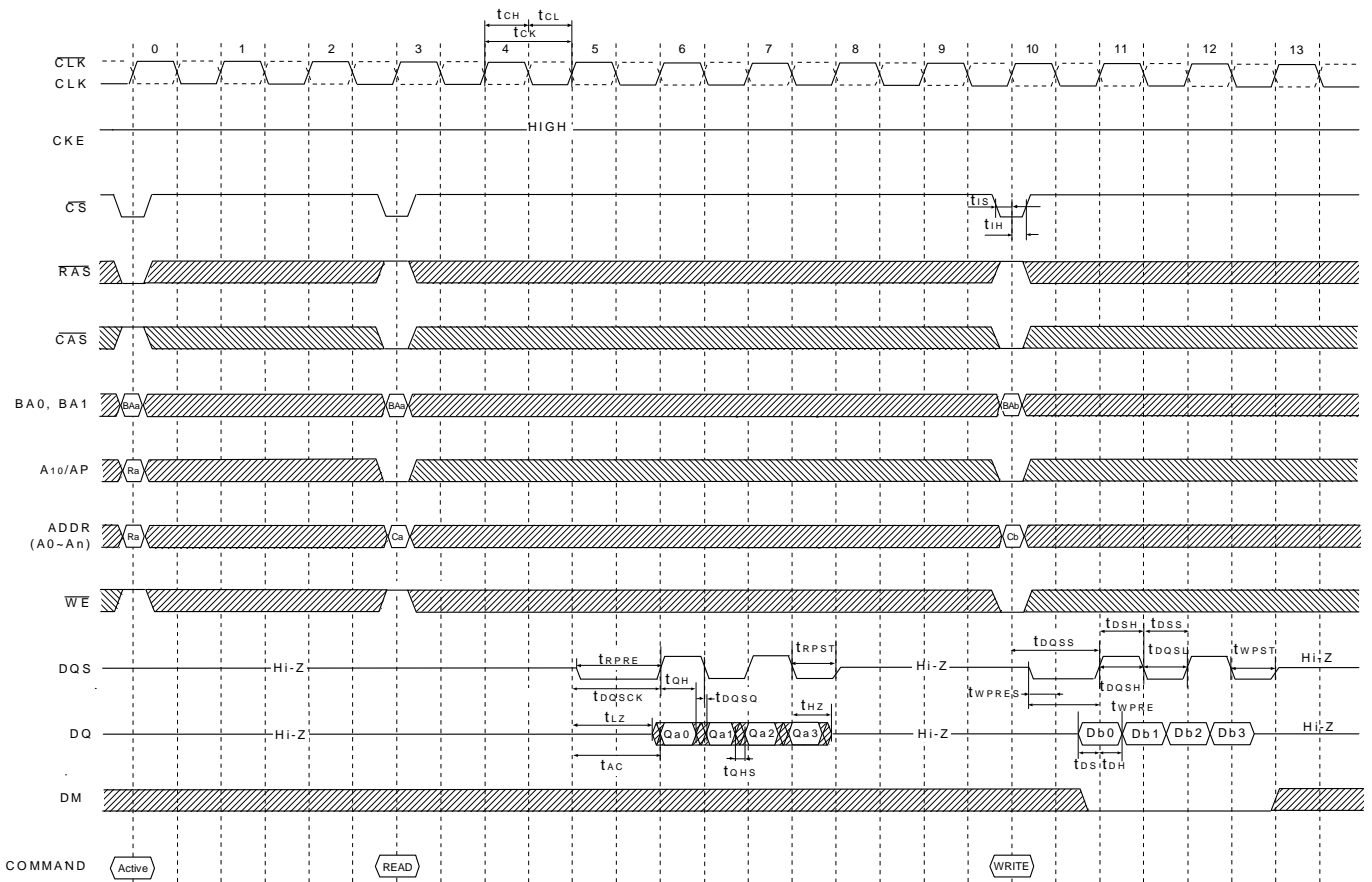 tCH tCL
tCK
0 1 2 3 4 5 6 7 8 9 10 11 12 13
CLK
CLK
HIGH
CKE
CS
tIS
tIH
RAS
CAS
BA0, BA1 BAa BAa BAb
A10/AP Ra
ADDR
(A0~An) Ra Ca Cb
WE
tDSH tDSS
tRPRE tRPST tDQSS tDQSL tWPST
DQS Hi-Z Hi-Z Hi-Z
tQH
tDQSCK tDQSQ tWPRES tDQSH
tWPRE
tLZ tHZ
DQ Hi-Z Qa0 Qa1 Qa2 Qa3 Hi-Z Db0 Db1 Db2 Db3 Hi-Z
tAC tQHS tDS tDH
DM
COMMAND Active READ WRITE